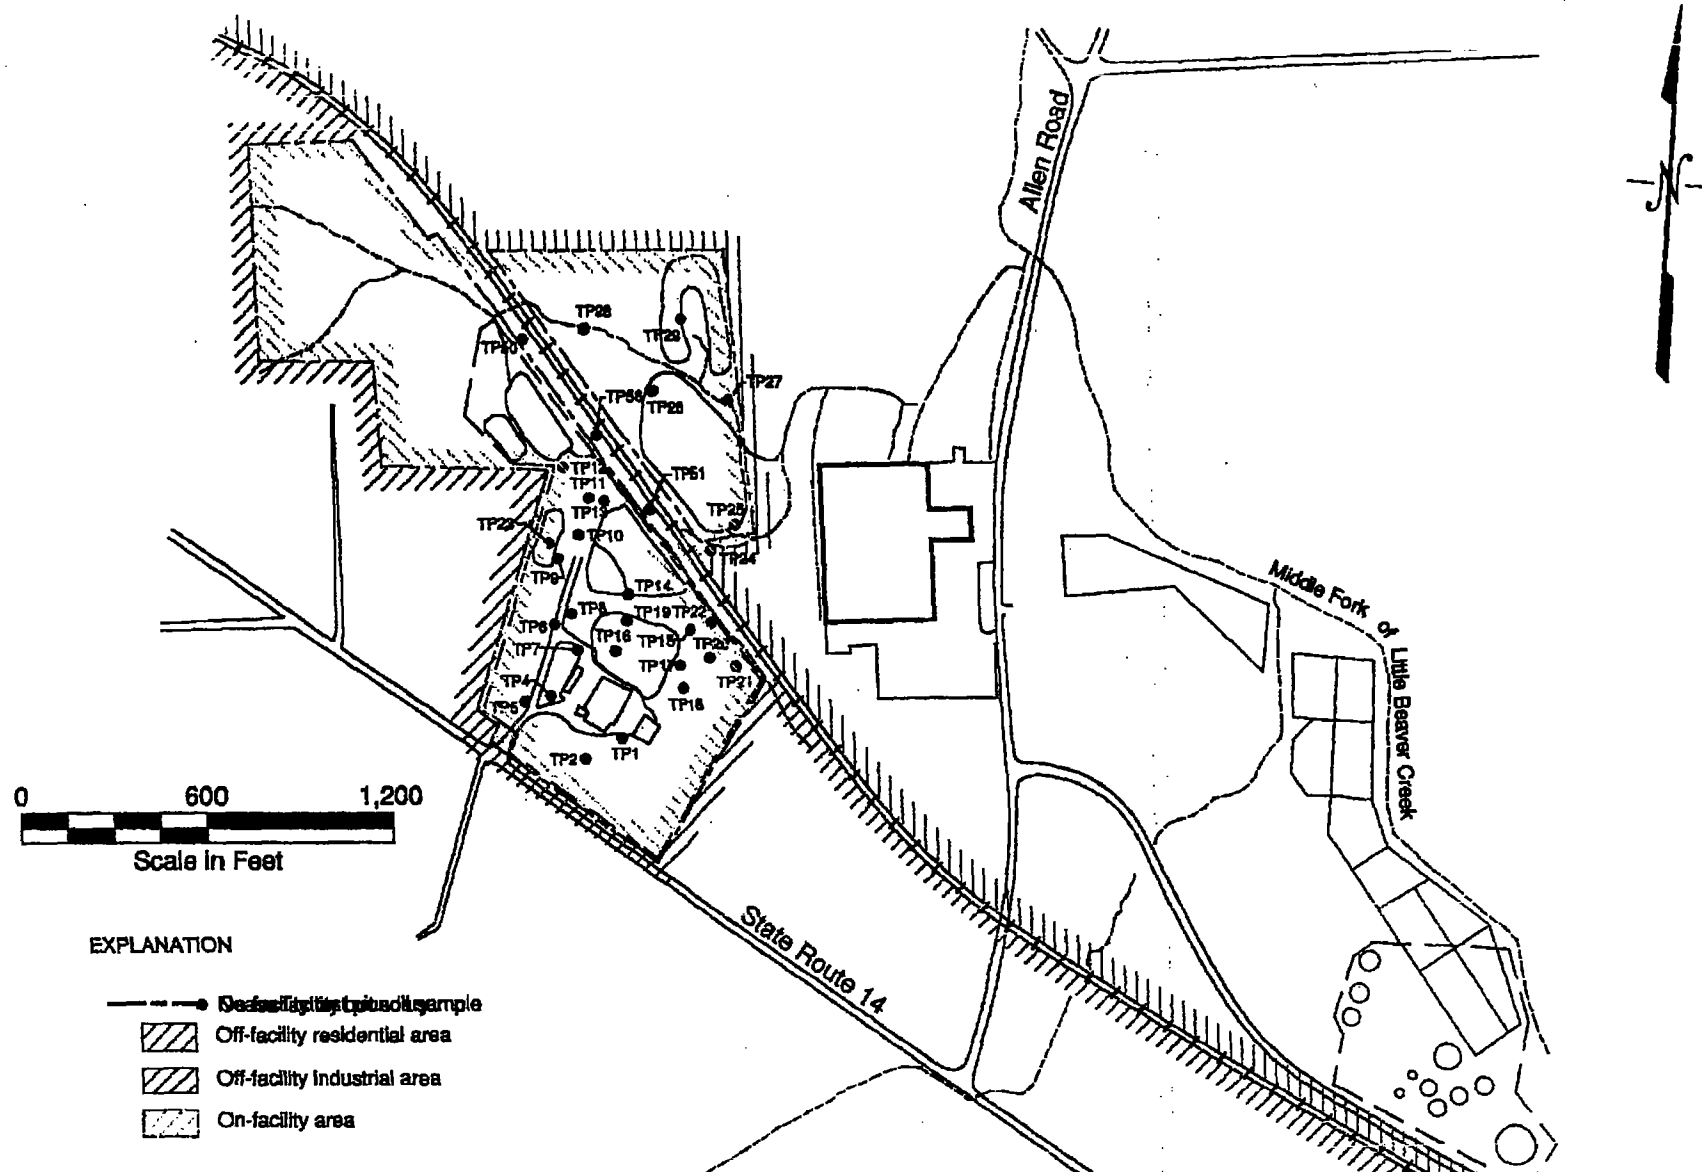 Allen Road
N
TP28
TP29
TP27
TP26
TP12
TP11
TP51
TP13
TP25
TP23
TP10
TP24
TP9
TP14
TP8
TP19
TP22
TP6
TP16
TP15
TP20
TP7
TP17
TP21
TP4
TP18
TP5
TP1
TP2
Middle Fork
of
Little Beaver Creek
0 600 1,200
Scale in Feet
State Route 14
EXPLANATION
Off-facility residential area
Off-facility industrial area
On-facility area